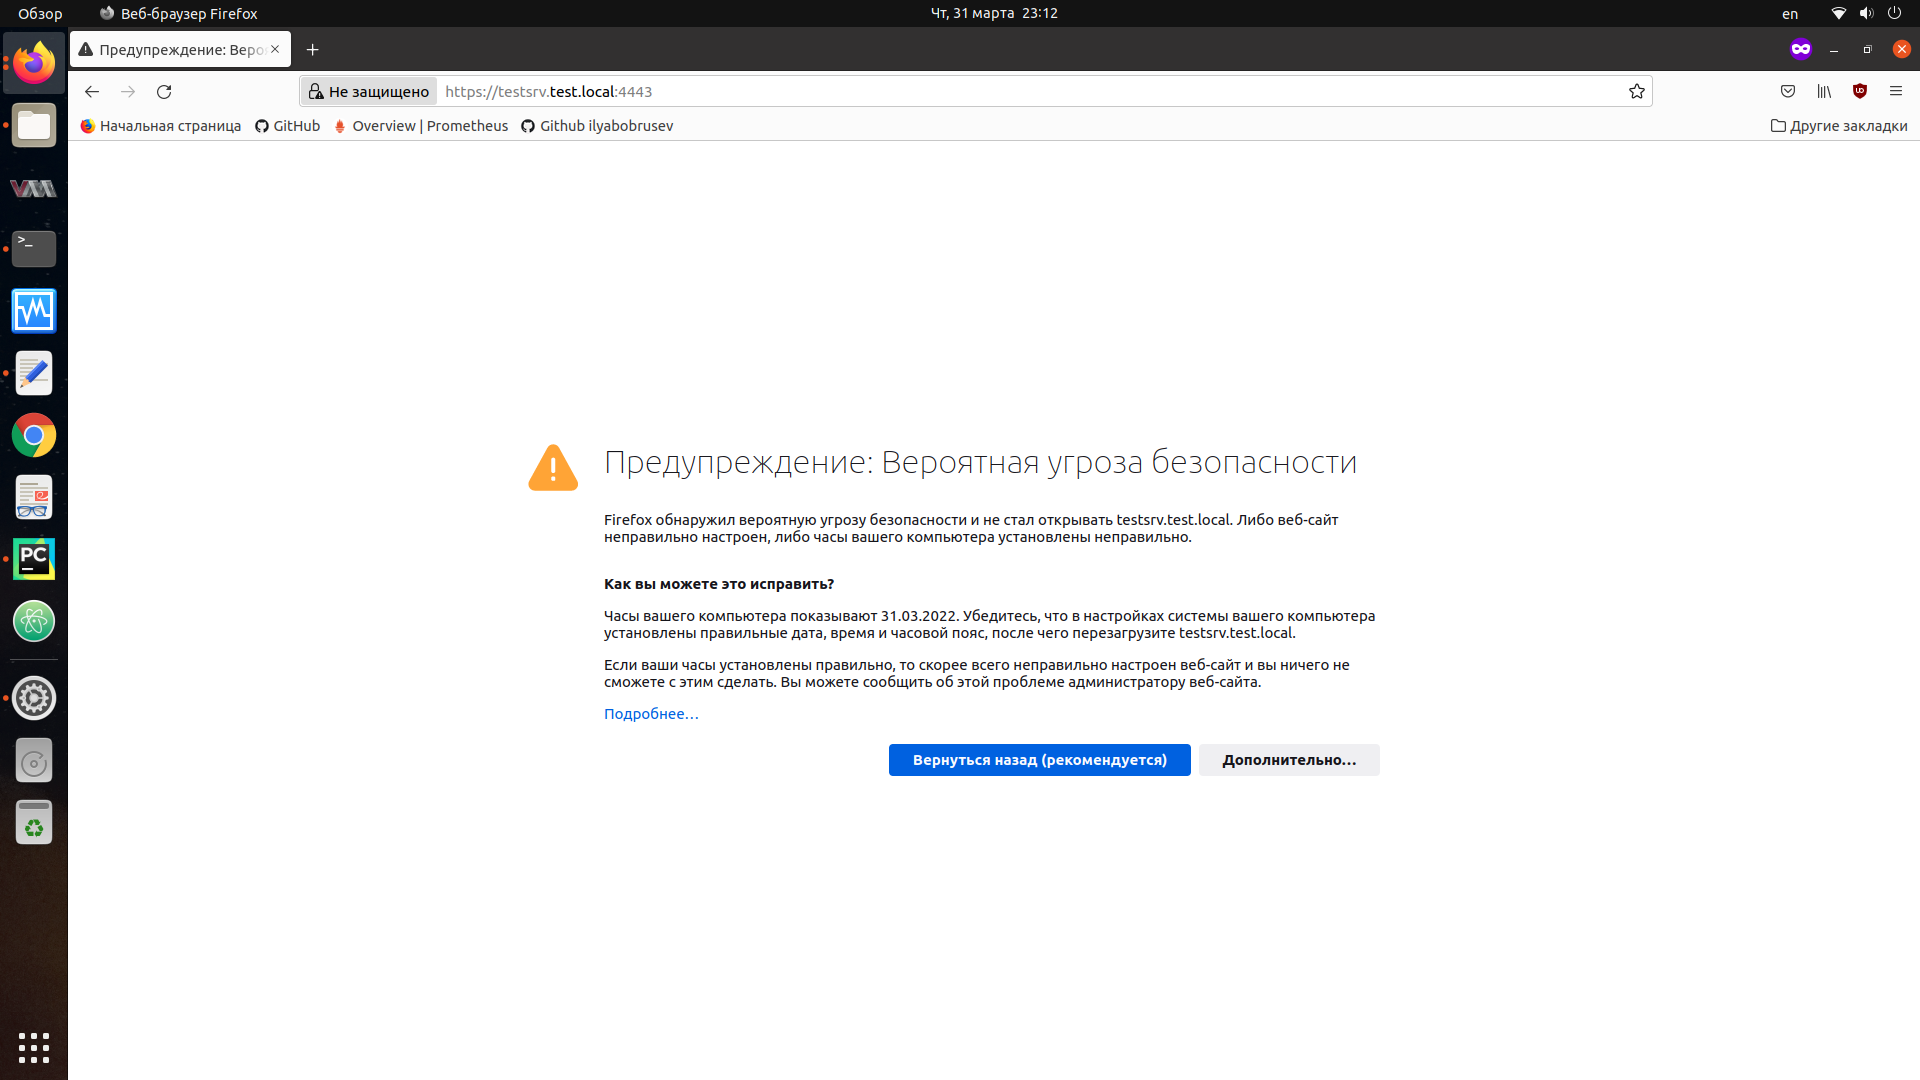 Обзор
Веб-браузер Firefox
Чт, 31 марта 23:12
en
Предупреждение: Веро
Не защищено
https://testsrv.test.local:4443
Начальная страница
GitHub
Overview | Prometheus
Github ilyabobrusev
Другие закладки
Предупреждение: Вероятная угроза безопасности
Firefox обнаружил вероятную угрозу безопасности и не стал открывать testsrv.test.local. Либо веб-сайт
неправильно настроен, либо часы вашего компьютера установлены неправильно.
Как вы можете это исправить?
Часы вашего компьютера показывают 31.03.2022. Убедитесь, что в настройках системы вашего компьютера
установлены правильные дата, время и часовой пояс, после чего перезагрузите testsrv.test.local.
Если ваши часы установлены правильно, то скорее всего неправильно настроен веб-сайт и вы ничего не
сможете с этим сделать. Вы можете сообщить об этой проблеме администратору веб-сайта.
Подробнее…
Вернуться назад (рекомендуется)
Дополнительно…
PC